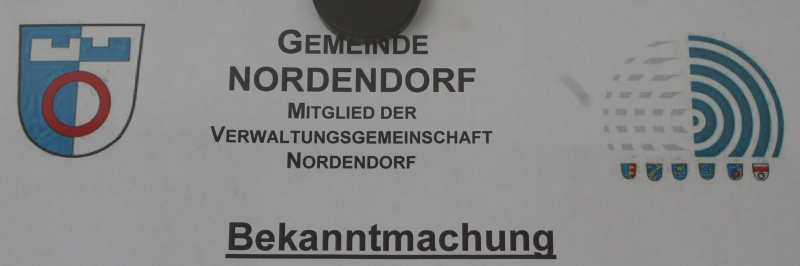 GEMEINDE
NORDENDORF
MITGLIED DER
VERWALTUNGSGEMEINSCHAFT
NORDENDORF
Bekanntmachung